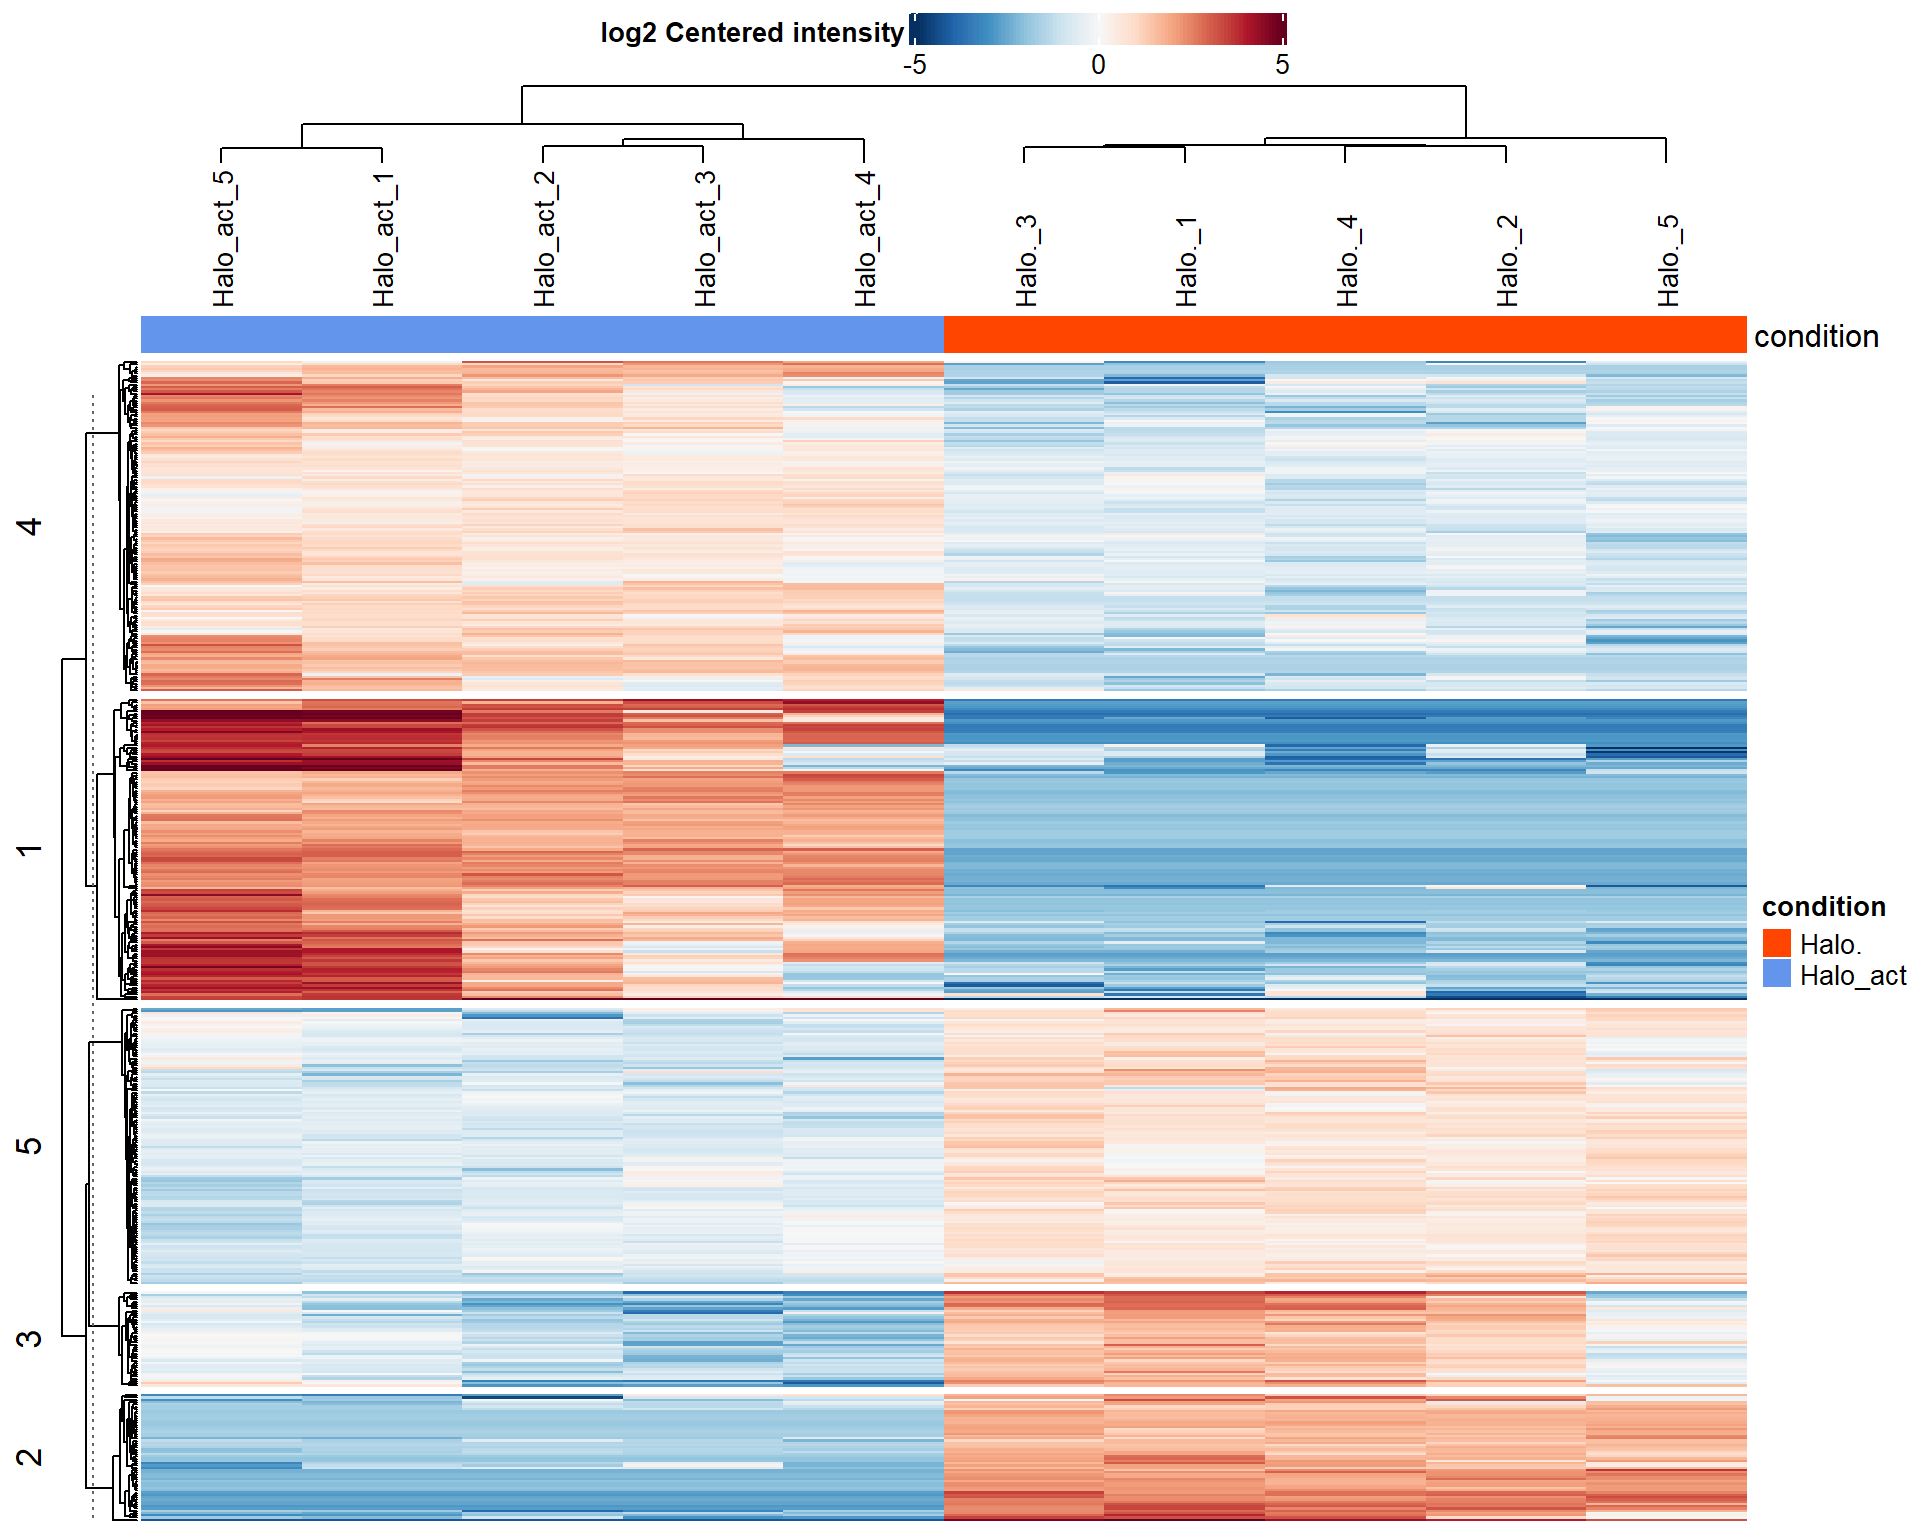 log2 Centered intensity
-5 0 5
Halo_act_5
Halo_act_1
Halo_act_2
Halo_act_3
Halo_act_4
Halo._3
Halo._1
Halo._4
Halo._2
Halo._5
condition
4
1
5
3
2
condition
Halo.
Halo_act